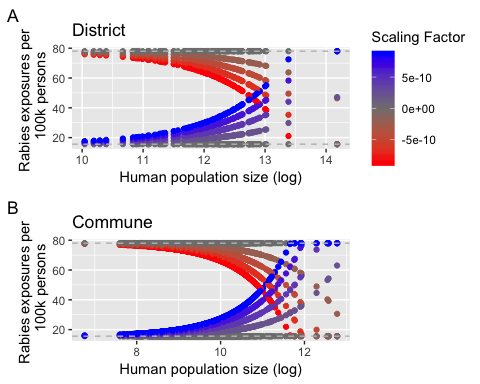 A
District
Rabies exposures per
100k persons
80
60
40
20
10
11
12
13
14
Human population size (log)
Scaling Factor
5e-10
0e+00
-5e-10
B
Commune
Rabies exposures per
100k persons
80
60
40
20
8
10
12
Human population size (log)